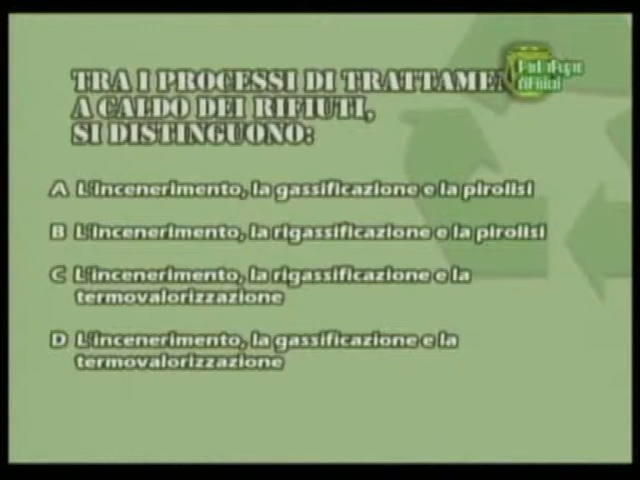 TRA I PROCESSI DI TRATTAME
A CALDO DEI RIFIUTI,
SI DISTINGUONO:
A L'incenerimento, la gassificazione e la pirolisi
B L'incenerimento, la rigassificazione e la pirolisi
C L'incenerimento, la rigassificazione e la
termovalorizzazione
D L'incenerimento, la gassificazione e la
termovalorizzazione